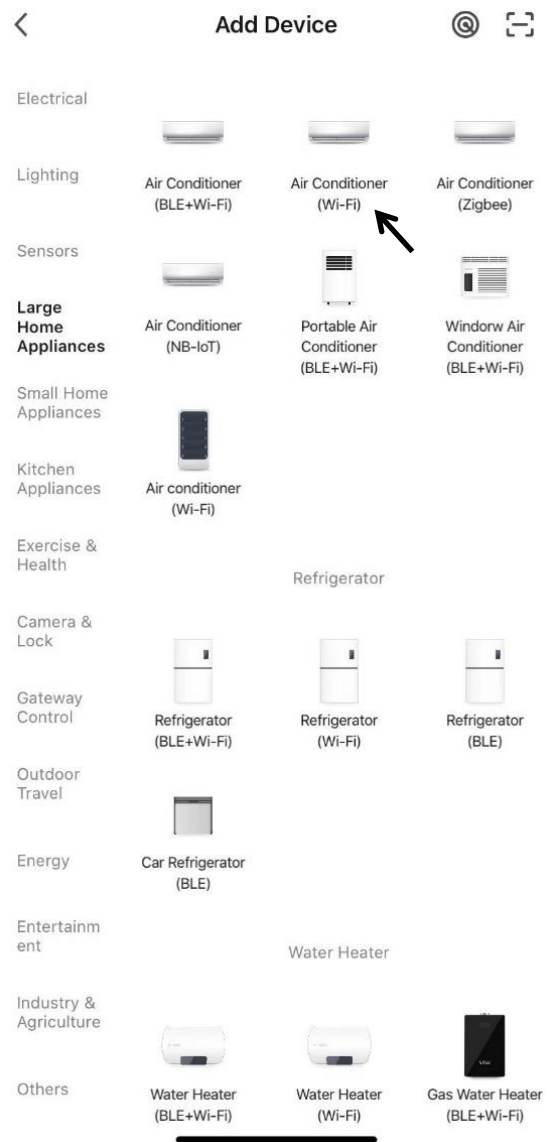 Add Device
Electrical
Lighting
Sensors
Large
Home
Appliances
Small Home
Appliances
Kitchen
Appliances
Exercise &
Health
Camera &
Lock
Gateway
Control
Outdoor
Travel
Energy
Entertainm
ent
Industry &
Agriculture
Others
Air Conditioner
(BLE+Wi-Fi)
Air Conditioner
(Wi-Fi)
Air Conditioner
(Zigbee)
Air Conditioner
(NB-IoT)
Portable Air
Conditioner
(BLE+Wi-Fi)
Windorw Air
Conditioner
(BLE+Wi-Fi)
Air conditioner
(Wi-Fi)
Refrigerator
Refrigerator
(BLE+Wi-Fi)
Refrigerator
(Wi-Fi)
Refrigerator
(BLE)
Car Refrigerator
(BLE)
Water Heater
Water Heater
(BLE+Wi-Fi)
Water Heater
(Wi-Fi)
Gas Water Heater
(BLE+Wi-Fi)